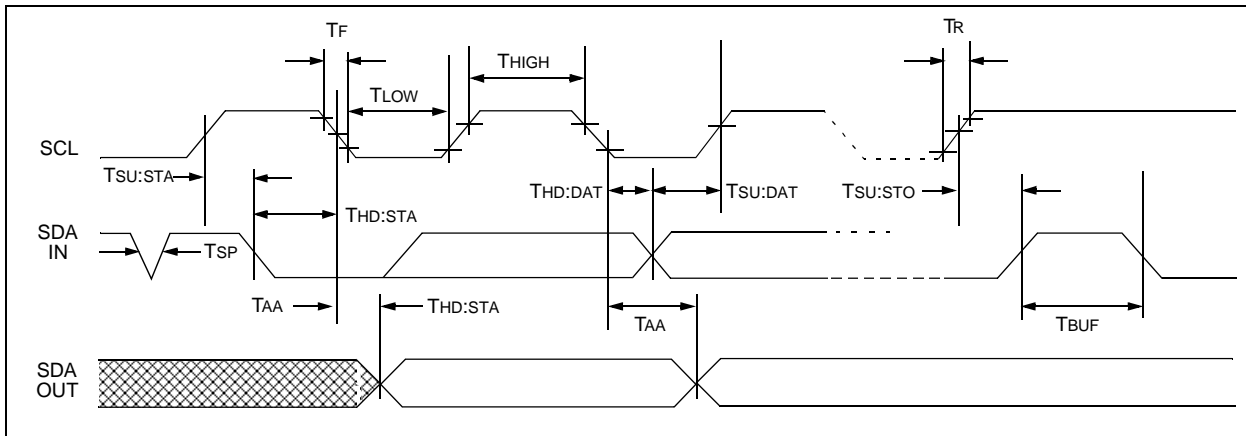 TF
TR
THIGH
TLOW
SCL
TSU:STA
THD:DAT
TSU:DAT
TSU:STO
THD:STA
SDA
IN
TSP
TAA
THD:STA
TAA
TBUF
SDA
OUT